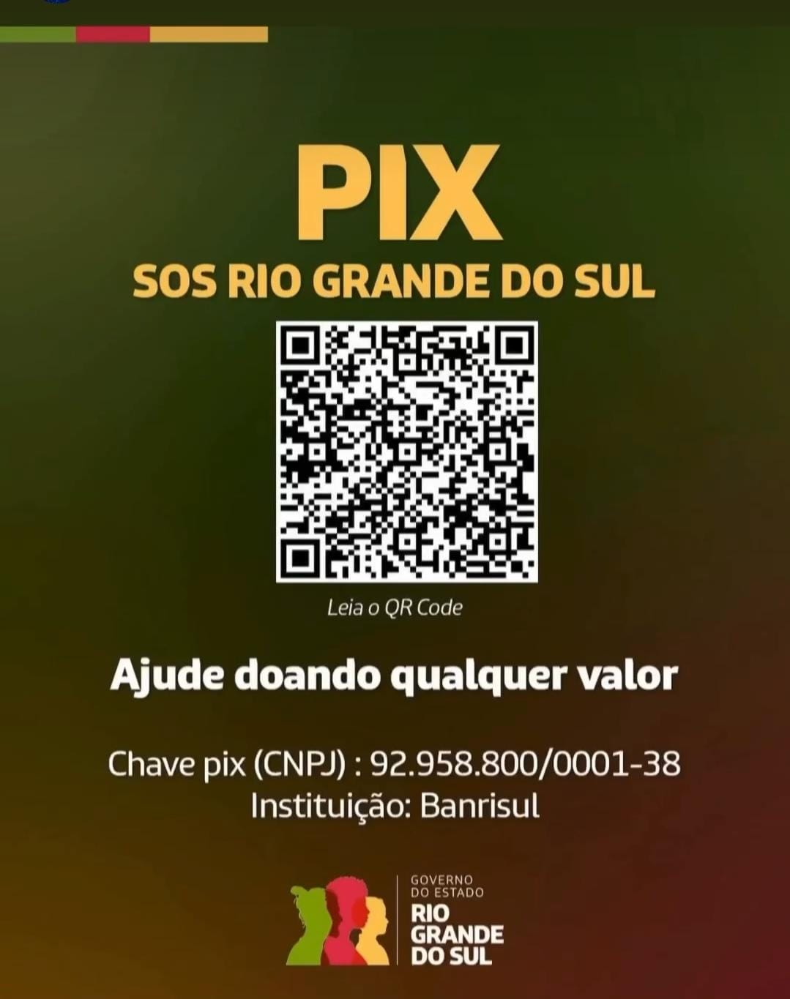 PIX
SOS RIO GRANDE DO SUL
Leia o QR Code
Ajude doando qualquer valor
Chave pix (CNPJ) : 92.958.800/0001-38
Instituição: Banrisul
GOVERNO
DO ESTADO
RIO
GRANDE
DO SUL